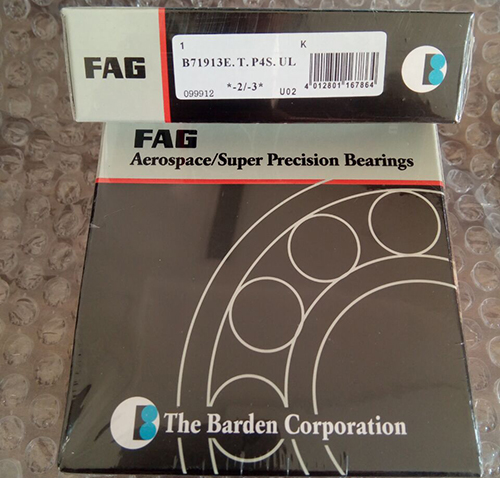 1 K
FAG
B71913E. T. P4S. UL
099912 *-2/-3* U02 4 012801 167864
FAG
Aerospace/Super Precision Bearings
The Barden Corporation